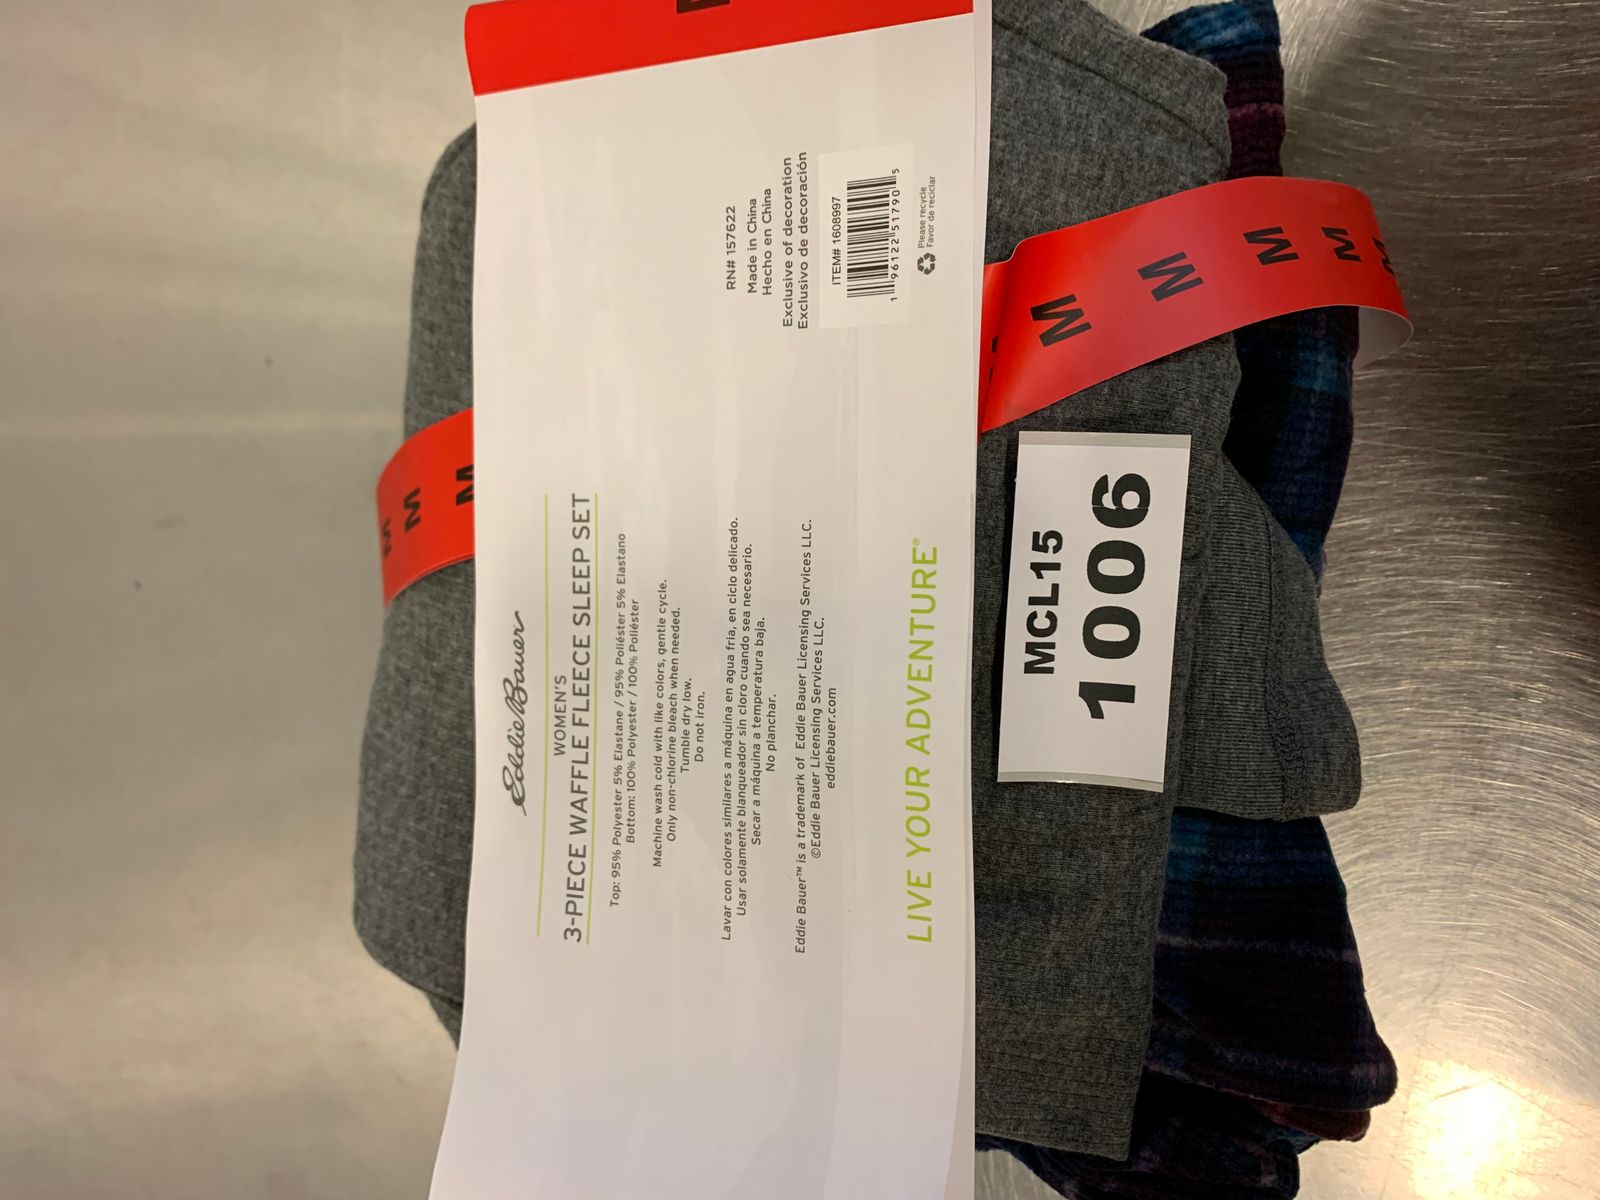 Eddie Bauer
WOMEN'S
3-PIECE WAFFLE FLEECE SLEEP SET
Top: 95% Polyester 5% Elastane / 95% Poliéster 5% Elastano
Bottom: 100% Polyester / 100% Poliéster
Machine wash cold with like colors, gentle cycle.
Only non-chlorine bleach when needed.
Tumble dry low.
Do not iron.
Lavar con colores similares a máquina en agua fria, en ciclo delicado.
Usar solamente blanqueador sin cloro cuando sea necesario.
Secar a máquina a temperatura baja.
No planchar.
Eddie Bauer™ is a trademark of Eddie Bauer Licensing Services LLC.
©Eddie Bauer Licensing Services LLC.
eddiebauer.com
LIVE YOUR ADVENTURE®
RN# 157622
Made in China
Hecho en China
Exclusive of decoration
Exclusivo de decoración
ITEM# 1608997
1 96122 51790 5
Please recycle
Favor de reciclar
MCL15
1006
M
M
M
M
M
M
M
M